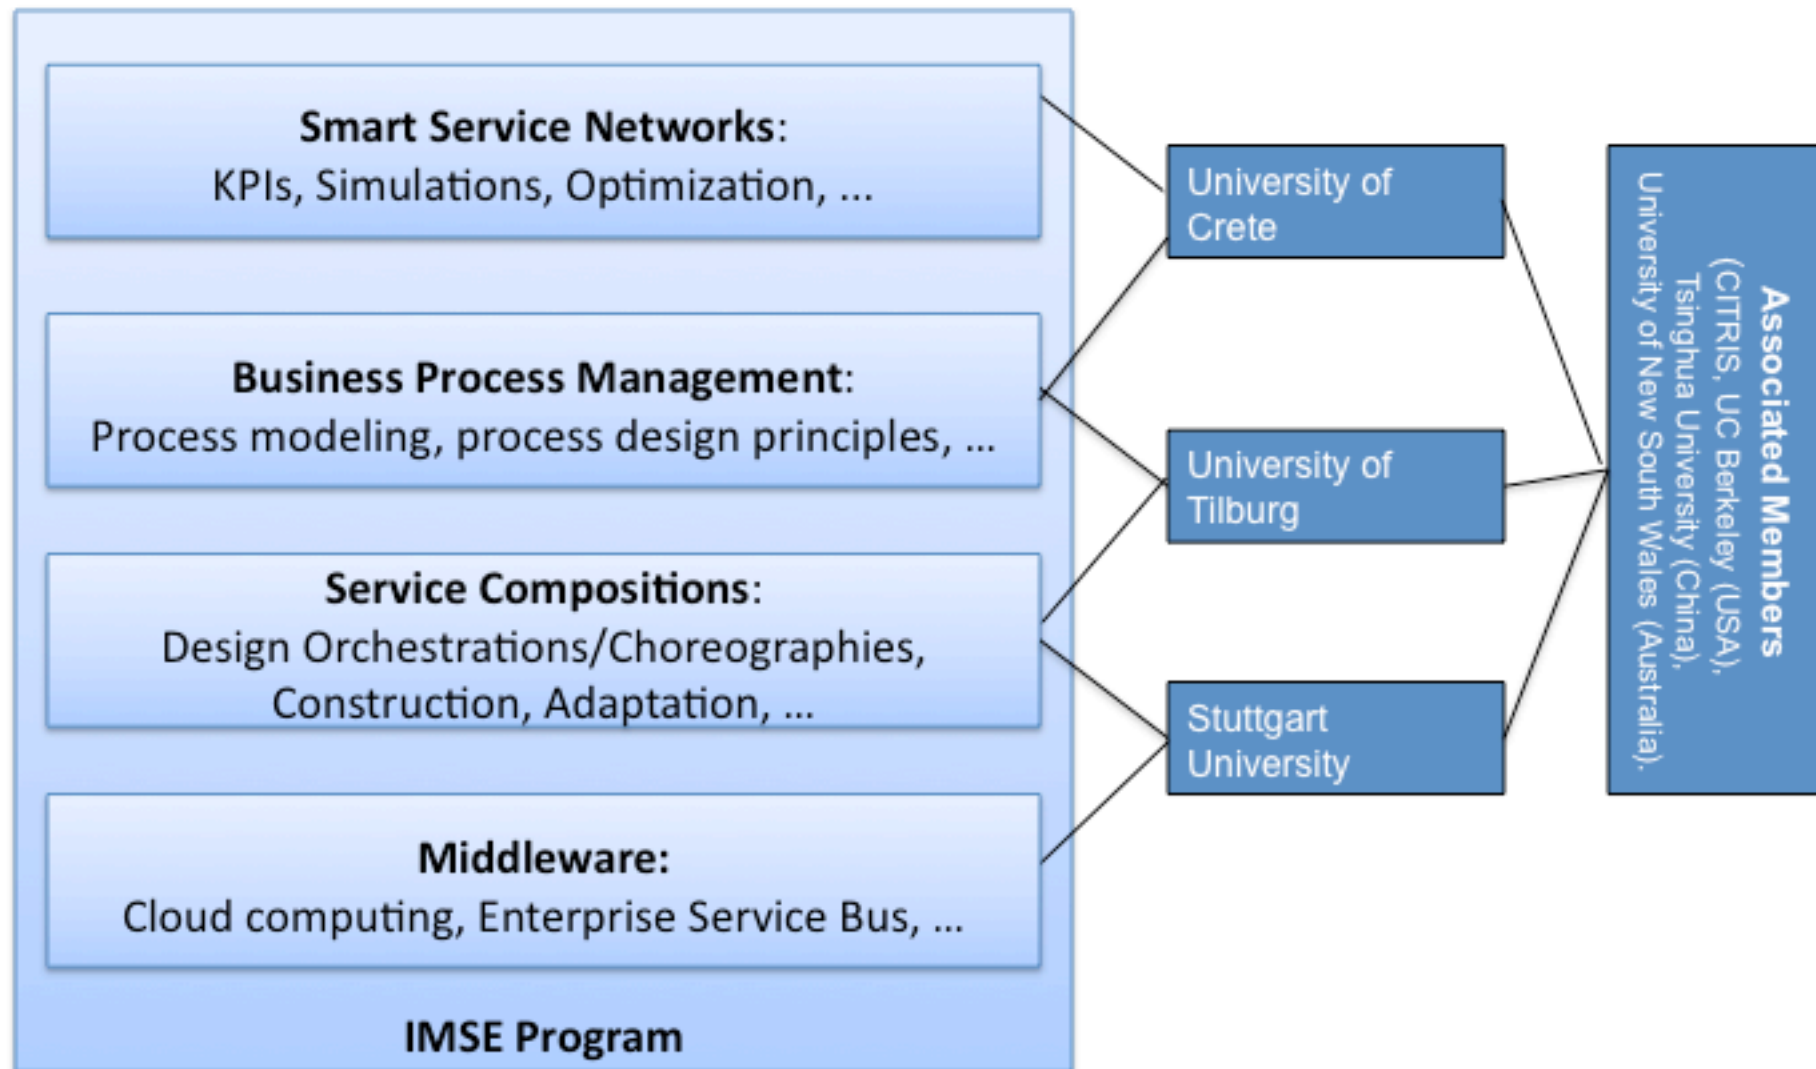 Smart Service Networks:
KPIs, Simulations, Optimization, ...
Business Process Management:
Process modeling, process design principles, ...
Service Compositions:
Design Orchestrations/Choreographies,
Construction, Adaptation, ...
Middleware:
Cloud computing, Enterprise Service Bus, ...
IMSE Program
University of
Crete
University of
Tilburg
Stuttgart
University
Associated Members
(CITRIS, UC Berkeley (USA),
Tsinghua University (China),
University of New South Wales (Australia).